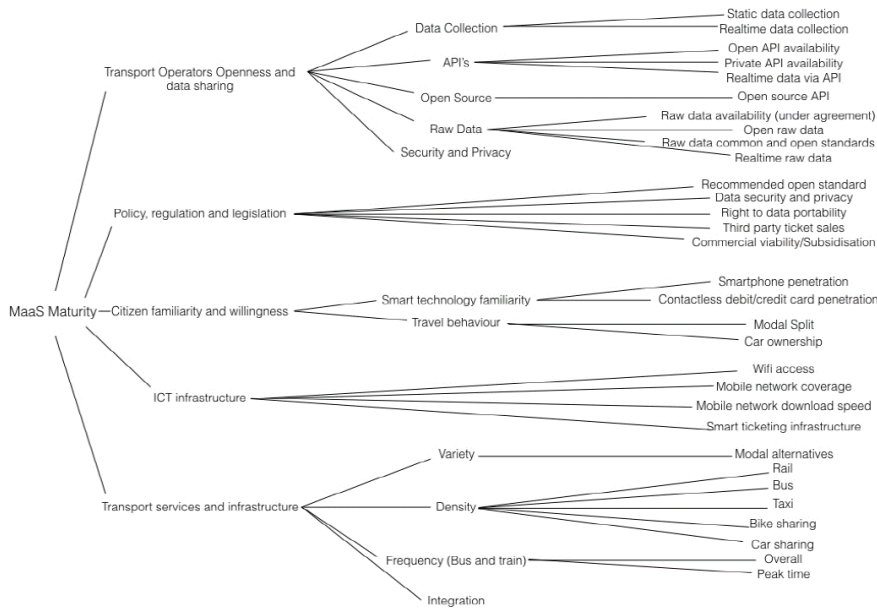 Static data collection
Data Collection
Realtime data collection
Open API availability
API's
Private API availability
Transport Operators Openness and
data sharing
Realtime data via API
Open Source
Open source API
Raw data availability (under agreement)
Raw Data
Open raw data
Raw data common and open standards
Security and Privacy
Realtime raw data
Recommended open standard
Data security and privacy
Policy, regulation and legislation
Right to data portability
Third party ticket sales
Commercial viability/Subsidisation
Smartphone penetration
Smart technology familiarity
Contactless debit/credit card penetration
MaaS Maturity
Citizen familiarity and willingness
Travel behaviour
Modal Split
Car ownership
Wifi access
Mobile network coverage
ICT infrastructure
Mobile network download speed
Smart ticketing infrastructure
Variety
Modal alternatives
Rail
Bus
Transport services and infrastructure
Density
Taxi
Bike sharing
Car sharing
Frequency (Bus and train)
Overall
Peak time
Integration